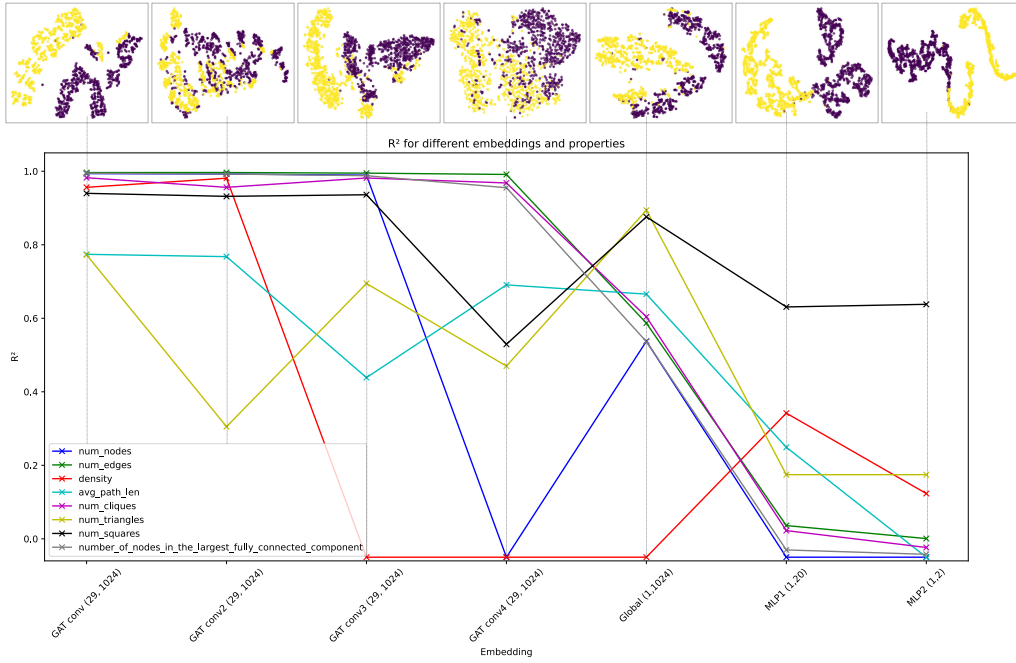 R² for different embeddings and properties
1.0
0.8
0.6
0.4
0.2
0.0
R²
num_nodes
num_edges
density
avg_path_len
num_cliques
num_triangles
num_squares
number_of_nodes_in_the_largest_fully_connected_component
GAT conv (29, 1024)
GAT conv2 (29, 1024)
GAT conv3 (29, 1024)
GAT conv4 (29, 1024)
Global (1,1024)
MLP1 (1,20)
MLP2 (1,2)
Embedding